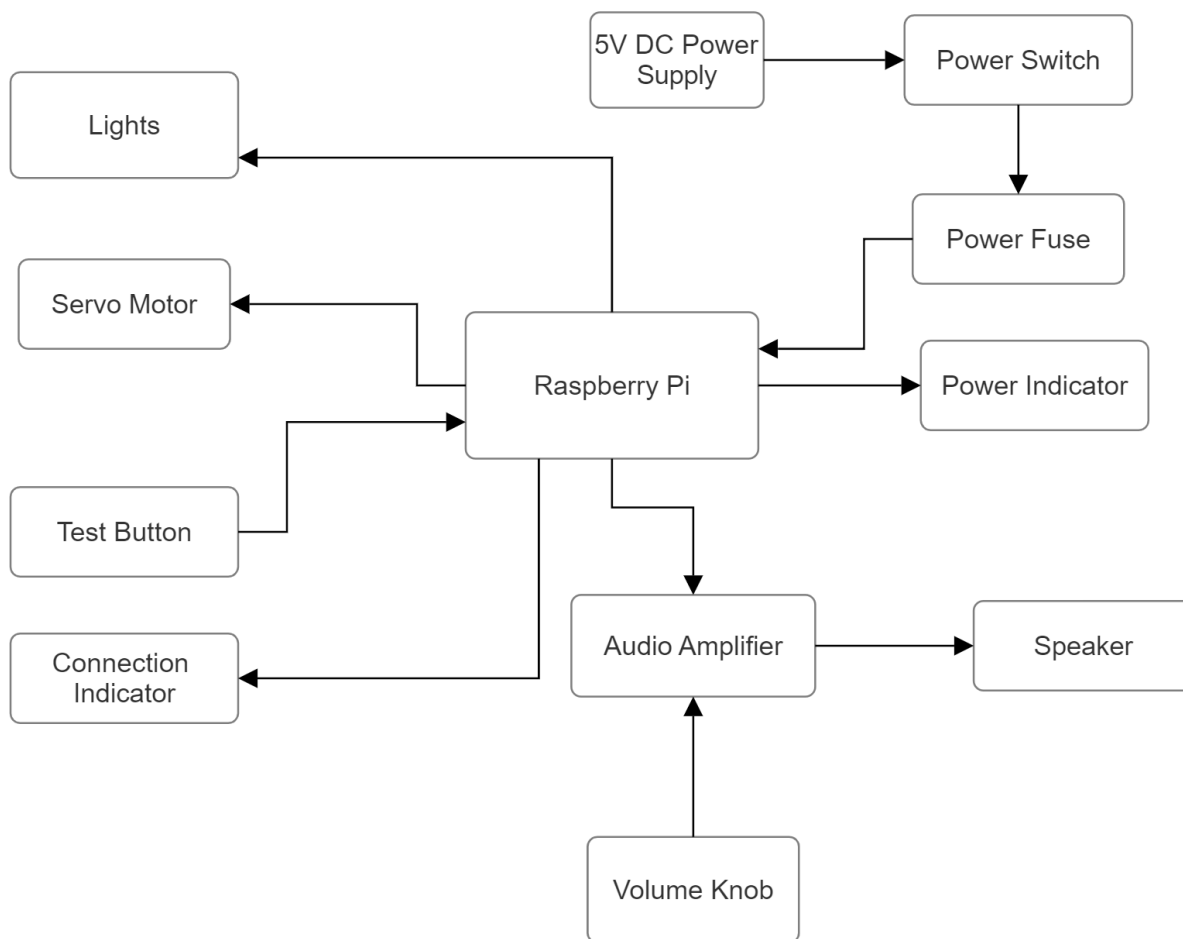 5V DC Power
Supply
Power Switch
Lights
Power Fuse
Servo Motor
Raspberry Pi
Power Indicator
Test Button
Audio Amplifier
Speaker
Connection
Indicator
Volume Knob